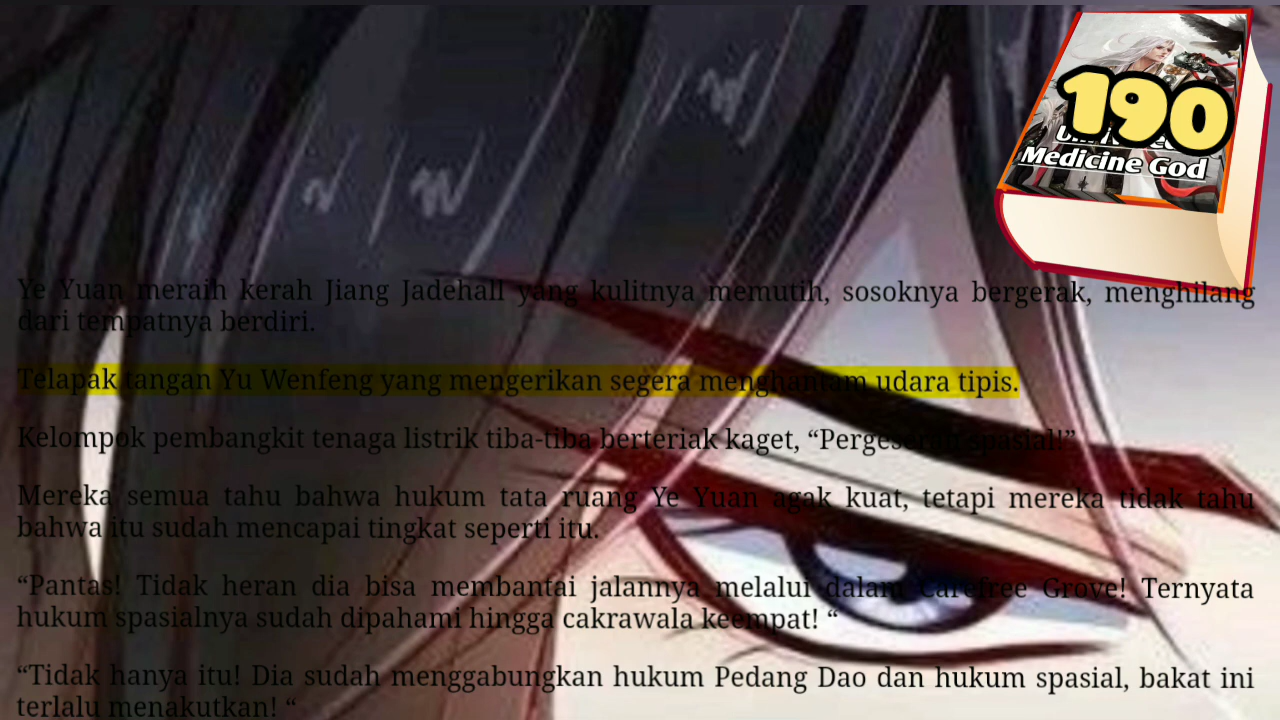 190
Medicine God
Ye Yuan meraih kerah Jiang Jadehall yang kulitnya memutih, sosoknya bergerak, menghilang
dari tempatnya berdiri.
Telapak tangan Yu Wenfeng yang mengerikan segera menghantam udara tipis.
Kelompok pembangkit tenaga listrik tiba-tiba berteriak kaget, “Pergeseran spasial!”
Mereka semua tahu bahwa hukum tata ruang Ye Yuan agak kuat, tetapi mereka tidak tahu
bahwa itu sudah mencapai tingkat seperti itu.
“Pantas! Tidak heran dia bisa membantai jalannya melalui dalam Carefree Grove! Ternyata
hukum spasialnya sudah dipahami hingga cakrawala keempat! “
“Tidak hanya itu! Dia sudah menggabungkan hukum Pedang Dao dan hukum spasial, bakat ini
terlalu menakutkan! “